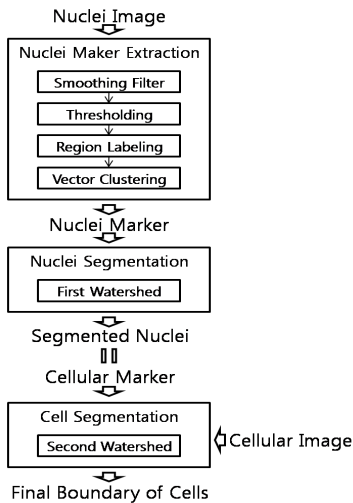 Nuclei Image
Nuclei Maker Extraction
Smoothing Filter
Thresholding
Region Labeling
Vector Clustering
Nuclei Marker
Nuclei Segmentation
First Watershed
Segmented Nuclei
Cellular Marker
Cell Segmentation
Second Watershed
Cellular Image
Final Boundary of Cells